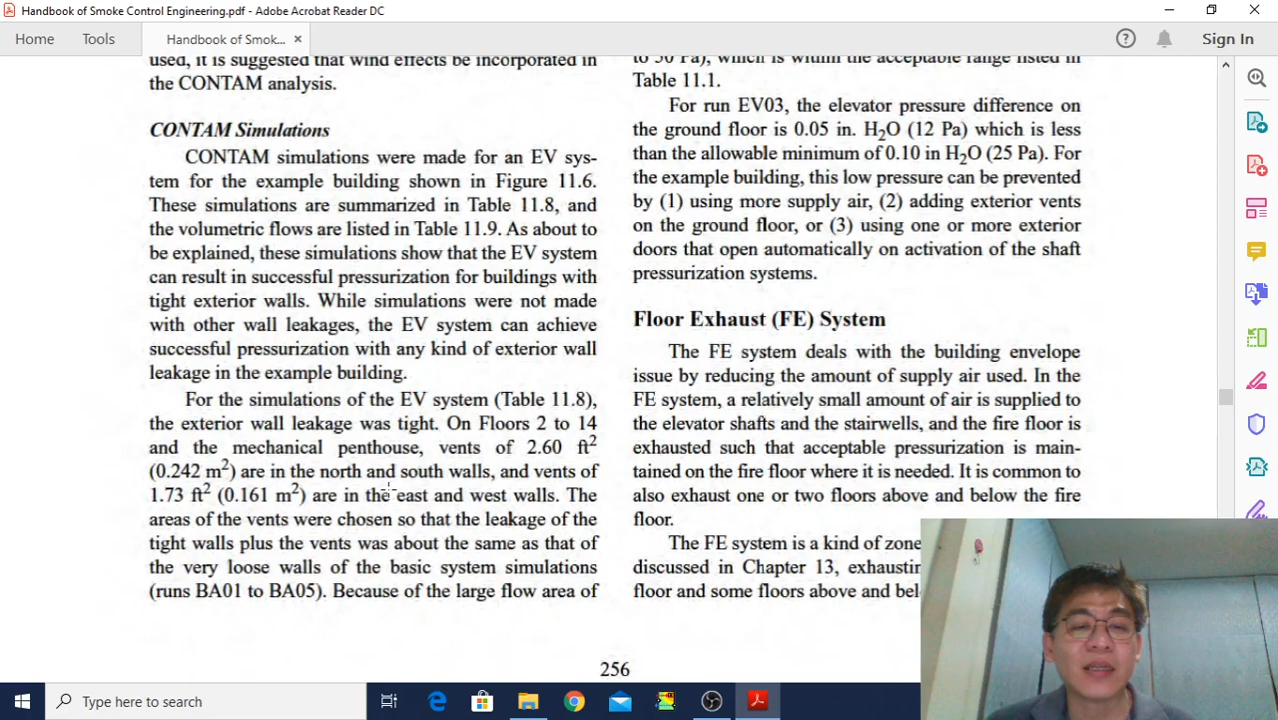 Handbook of Smoke Control Engineering.pdf - Adobe Acrobat Reader DC
Home
Tools
Handbook of Smok...
Sign In
used, it is suggested that wind effects be incorporated in
the CONTAM analysis.
CONTAM Simulations
CONTAM simulations were made for an EV sys-
tem for the example building shown in Figure 11.6.
These simulations are summarized in Table 11.8, and
the volumetric flows are listed in Table 11.9. As about to
be explained, these simulations show that the EV system
can result in successful pressurization for buildings with
tight exterior walls. While simulations were not made
with other wall leakages, the EV system can achieve
successful pressurization with any kind of exterior wall
leakage in the example building.
For the simulations of the EV system (Table 11.8),
the exterior wall leakage was tight. On Floors 2 to 14
and the mechanical penthouse, vents of 2.60 ft2
(0.242 m2) are in the north and south walls, and vents of
1.73 ft2 (0.161 m2) are in the east and west walls. The
areas of the vents were chosen so that the leakage of the
tight walls plus the vents was about the same as that of
the very loose walls of the basic system simulations
(runs BA01 to BA05). Because of the large flow area of
to 50 Pa), which is within the acceptable range listed in
Table 11.1.
For run EV03, the elevator pressure difference on
the ground floor is 0.05 in. H2O (12 Pa) which is less
than the allowable minimum of 0.10 in H2O (25 Pa). For
the example building, this low pressure can be prevented
by (1) using more supply air, (2) adding exterior vents
on the ground floor, or (3) using one or more exterior
doors that open automatically on activation of the shaft
pressurization systems.
Floor Exhaust (FE) System
The FE system deals with the building envelope
issue by reducing the amount of supply air used. In the
FE system, a relatively small amount of air is supplied to
the elevator shafts and the stairwells, and the fire floor is
exhausted such that acceptable pressurization is main-
tained on the fire floor where it is needed. It is common to
also exhaust one or two floors above and below the fire
floor.
The FE system is a kind of zone
discussed in Chapter 13, exhaustin
floor and some floors above and bel
256
Type here to search